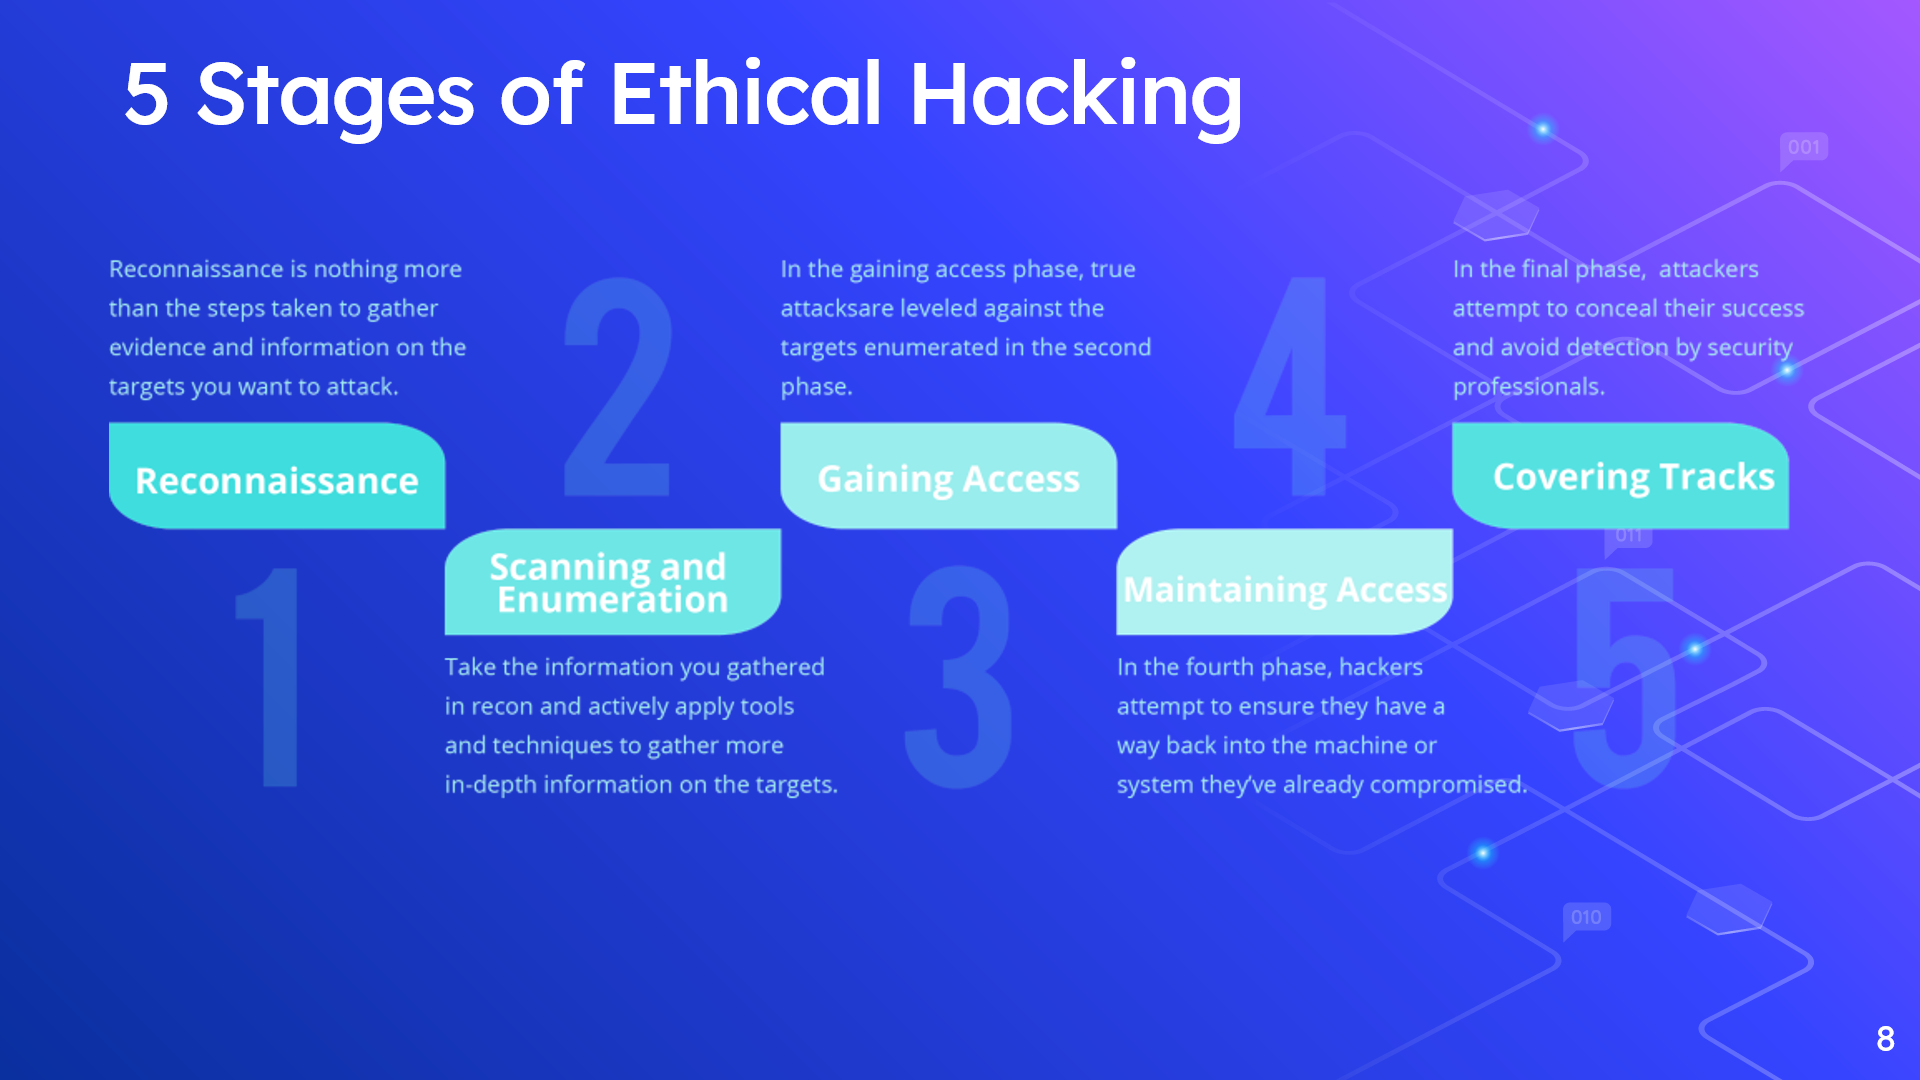 5 Stages of Ethical Hacking
Reconnaissance is nothing more
than the steps taken to gather
evidence and information on the
targets you want to attack.
Reconnaissance
1
2
Scanning and
Enumeration
Take the information you gathered
in recon and actively apply tools
and techniques to gather more
in-depth information on the targets.
In the gaining access phase, true
attacksare leveled against the
targets enumerated in the second
phase.
Gaining Access
3
4
Maintaining Access
In the fourth phase, hackers
attempt to ensure they have a
way back into the machine or
system they've already compromised.
In the final phase,  attackers
attempt to conceal their success
and avoid detection by security
professionals.
Covering Tracks
5
001
011
010
8